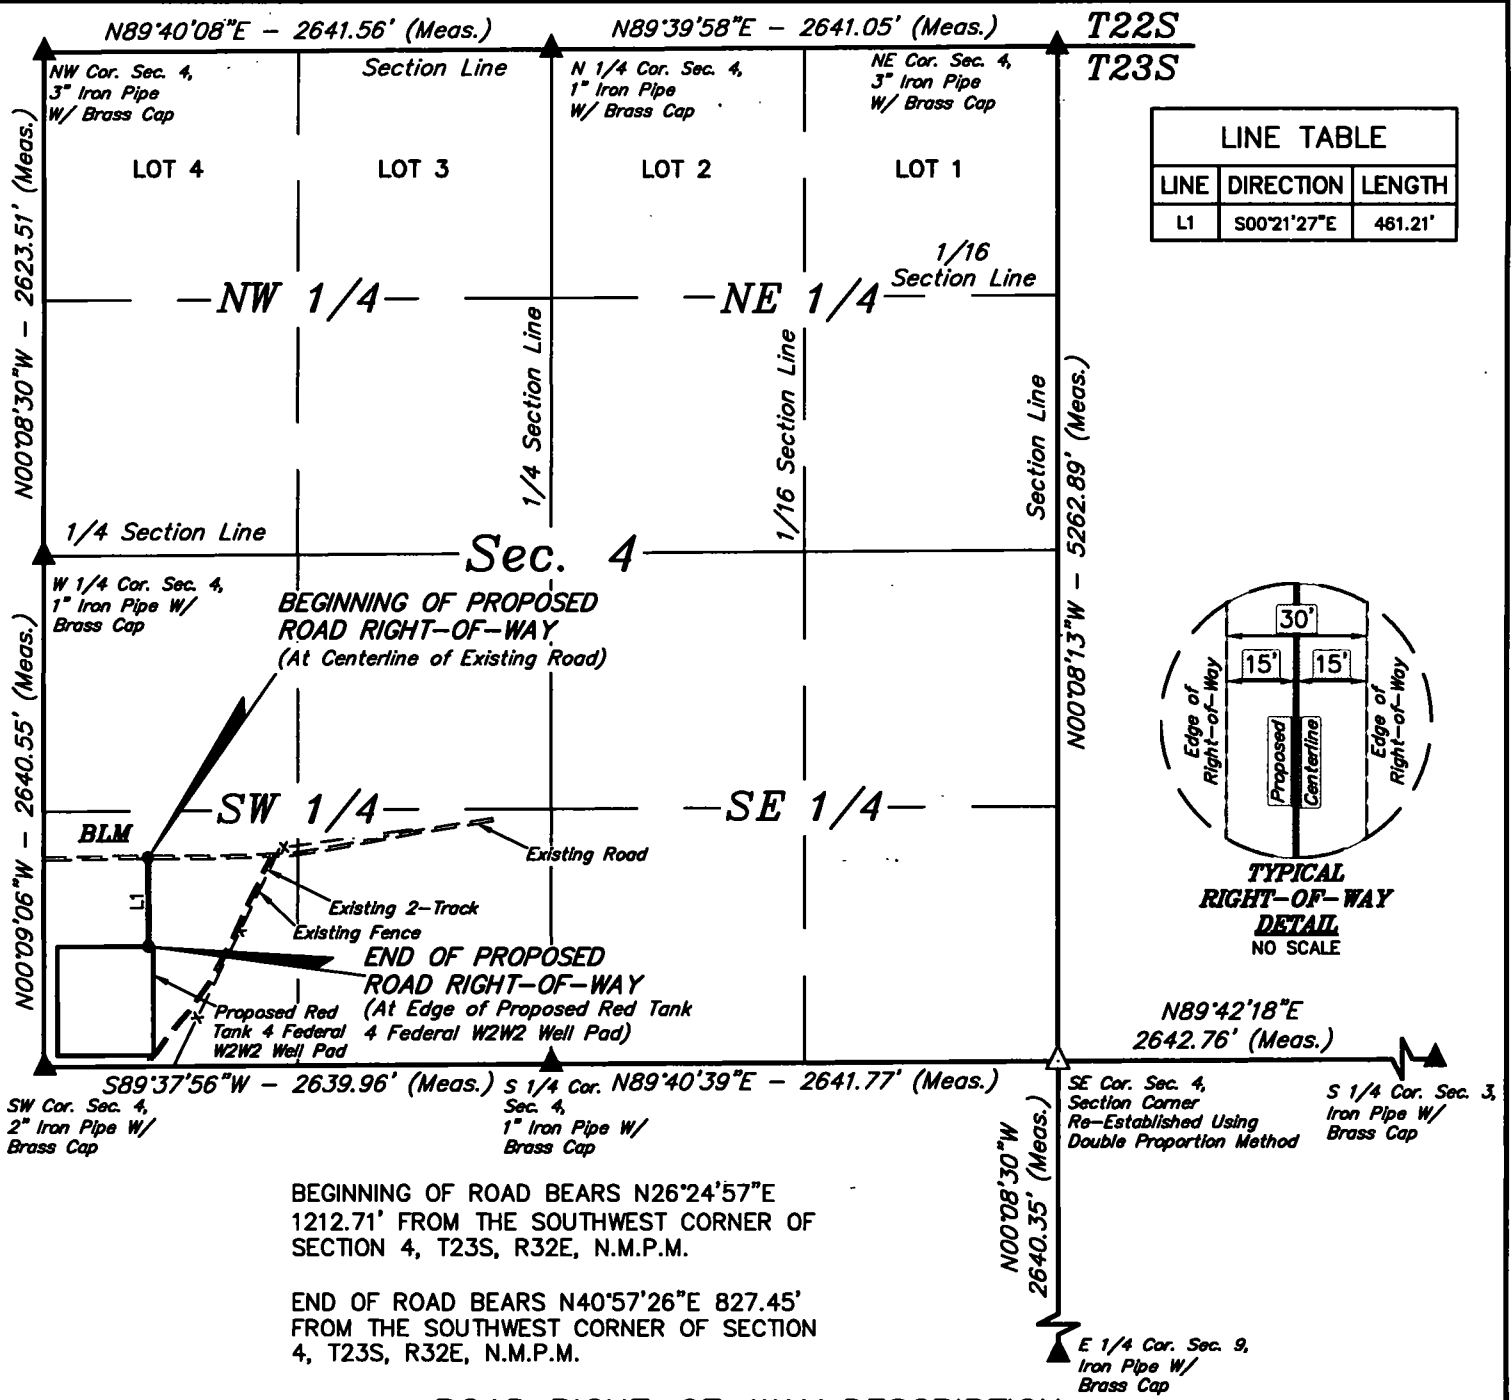 N89°40'08"E - 2641.56' (Meas.)
N89°39'58"E - 2641.05' (Meas.)
T22S
T23S
NW Cor. Sec. 4,
3" Iron Pipe
W/ Brass Cap
Section Line
N 1/4 Cor. Sec. 4,
1" Iron Pipe
W/ Brass Cap
NE Cor. Sec. 4,
3" Iron Pipe
W/ Brass Cap
LOT 4
LOT 3
LOT 2
LOT 1
LINE TABLE
LINE DIRECTION LENGTH
L1 S00°21'27"E 461.21'
N00°08'30"W - 2623.51' (Meas.)
1/16
Section Line
NW 1/4
NE 1/4
1/4 Section Line
1/16 Section Line
Section Line
N00°08'13"W - 5262.89' (Meas.)
1/4 Section Line
Sec. 4
W 1/4 Cor. Sec. 4,
1" Iron Pipe W/
Brass Cap
BEGINNING OF PROPOSED
ROAD RIGHT-OF-WAY
(At Centerline of Existing Road)
N00°09'06"W - 2640.55' (Meas.)
30'
15' 15'
Edge of
Right-of-Way
Proposed
Centerline
Edge of
Right-of-Way
TYPICAL
RIGHT-OF-WAY
DETAIL
NO SCALE
SW 1/4
SE 1/4
BLM
Existing Road
L1
Existing 2-Track
Existing Fence
END OF PROPOSED
ROAD RIGHT-OF-WAY
(At Edge of Proposed Red Tank
4 Federal W2W2 Well Pad)
Proposed Red
Tank 4 Federal
W2W2 Well Pad
N89°42'18"E
2642.76' (Meas.)
S89°37'56"W - 2639.96' (Meas.)
N89°40'39"E - 2641.77' (Meas.)
SW Cor. Sec. 4,
2" Iron Pipe W/
Brass Cap
S 1/4 Cor.
Sec. 4,
1" Iron Pipe W/
Brass Cap
SE Cor. Sec. 4,
Section Corner
Re-Established Using
Double Proportion Method
S 1/4 Cor. Sec. 3,
Iron Pipe W/
Brass Cap
N00°08'30"W
2640.35' (Meas.)
BEGINNING OF ROAD BEARS N26°24'57"E
1212.71' FROM THE SOUTHWEST CORNER OF
SECTION 4, T23S, R32E, N.M.P.M.
END OF ROAD BEARS N40°57'26"E 827.45'
FROM THE SOUTHWEST CORNER OF SECTION
4, T23S, R32E, N.M.P.M.
E 1/4 Cor. Sec. 9,
Iron Pipe W/
Brass Cap
ROAD RIGHT-OF-WAY DESCRIPTION